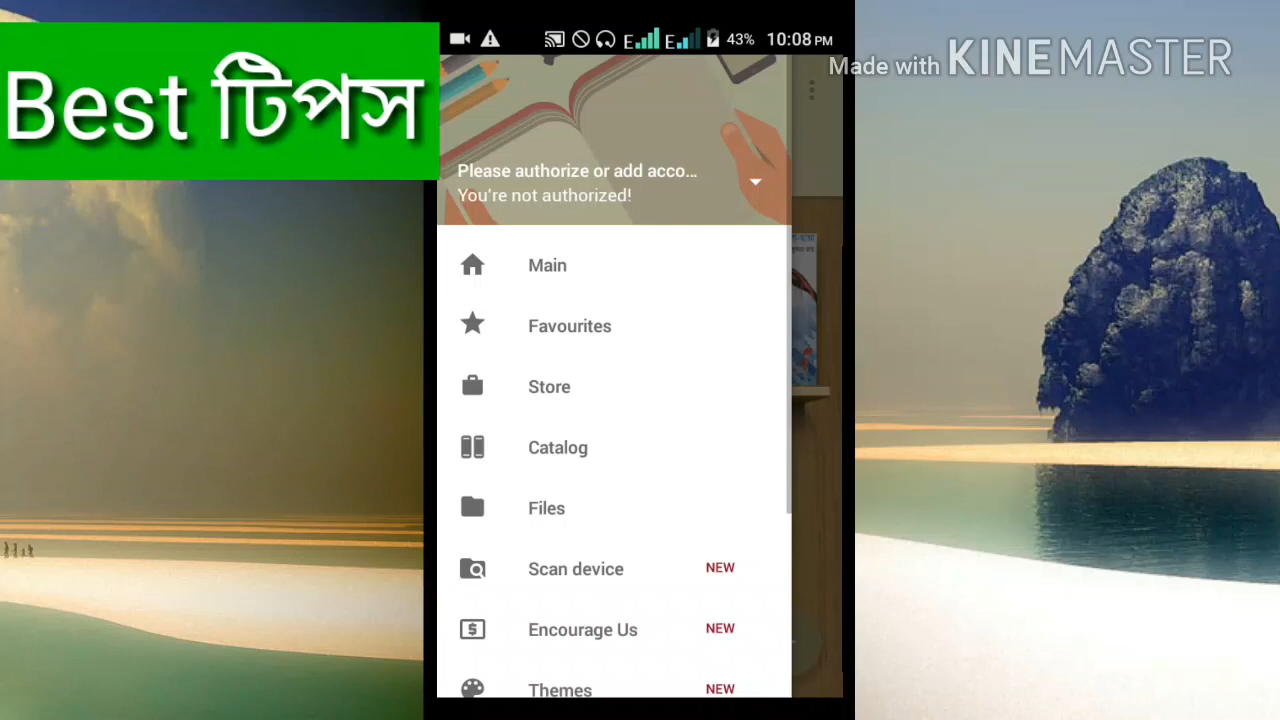 Best টিপস
E E 43% 10:08 PM
Made with KINEMASTER
Please authorize or add acco...
You're not authorized!
Main
Favourites
Store
Catalog
Files
Scan device NEW
Encourage Us NEW
Themes NEW